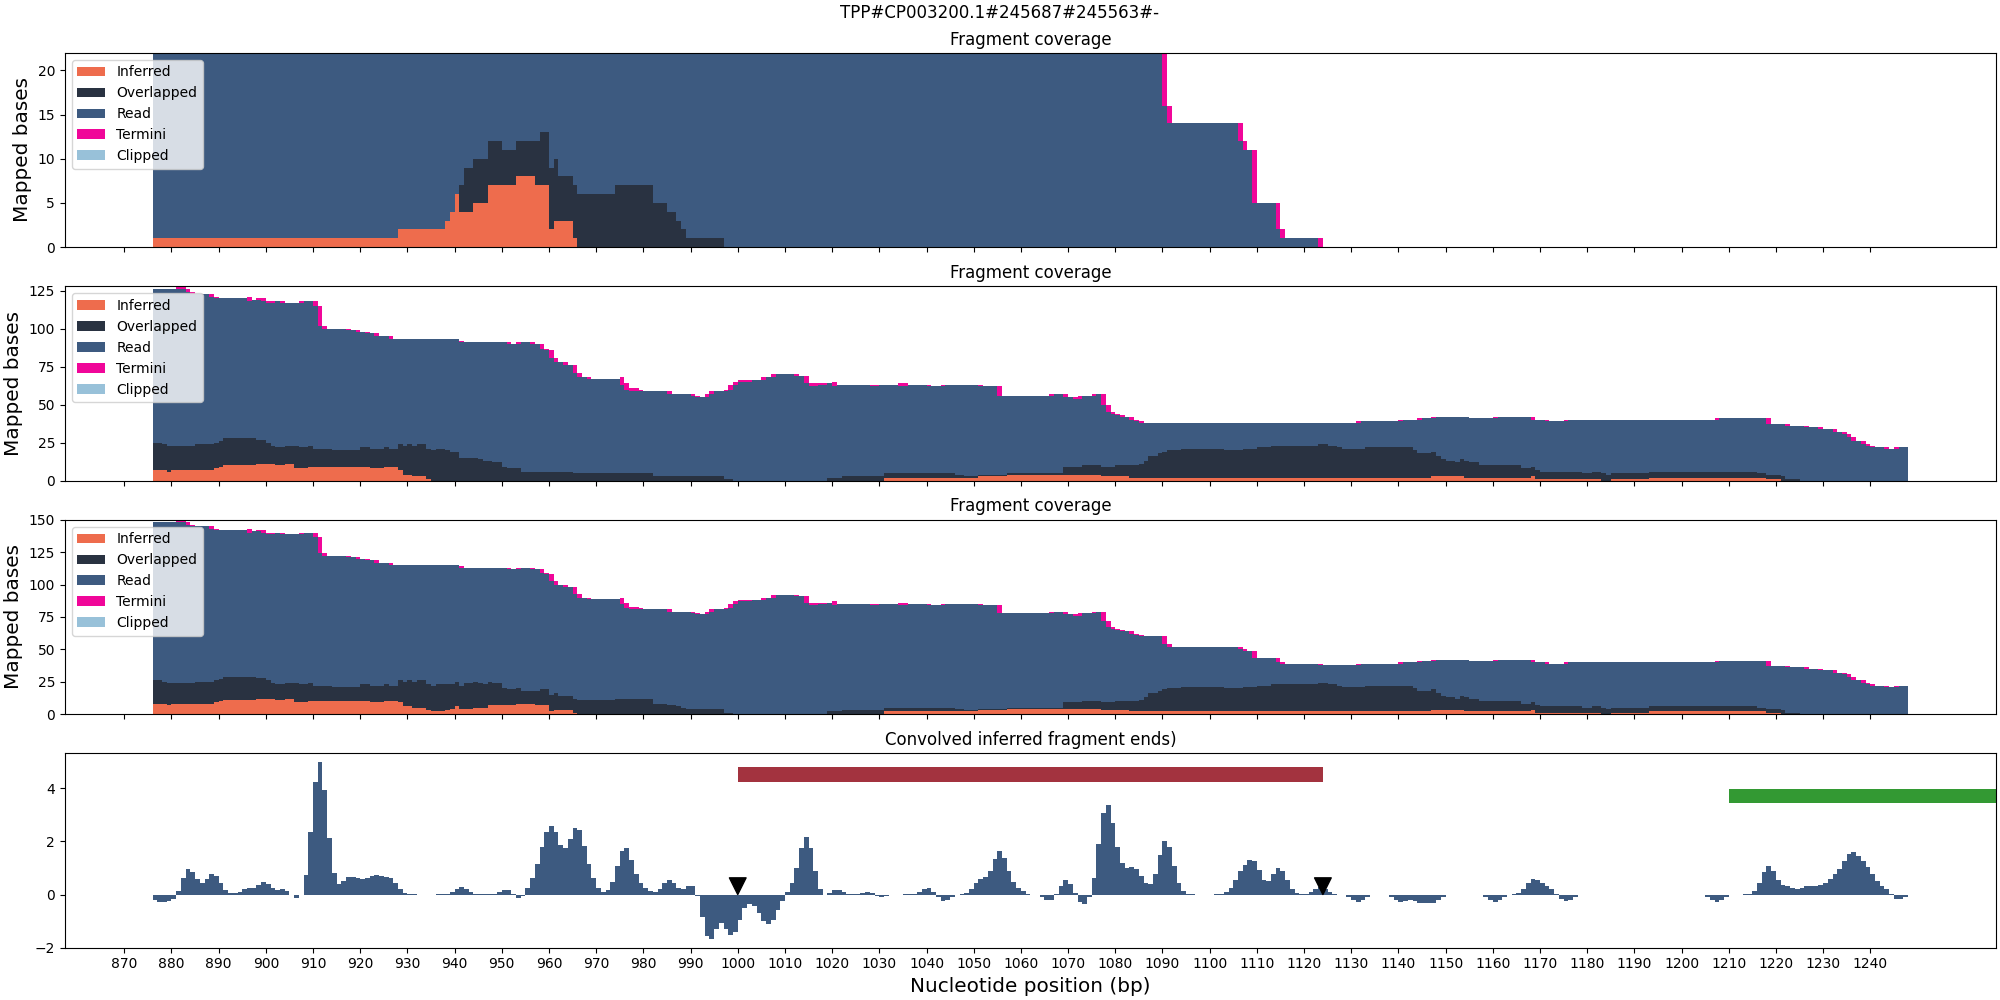 TPP#CP003200.1#245687#245563#-
Fragment coverage
Mapped bases
20
15
10
5
0
Inferred
Overlapped
Read
Termini
Clipped
Fragment coverage
Mapped bases
125
100
75
50
25
0
Inferred
Overlapped
Read
Termini
Clipped
Fragment coverage
Mapped bases
150
125
100
75
50
25
0
Inferred
Overlapped
Read
Termini
Clipped
Convolved inferred fragment ends)
4
2
0
−2
870 880 890 900 910 920 930 940 950 960 970 980 990 1000 1010 1020 1030 1040 1050 1060 1070 1080 1090 1100 1110 1120 1130 1140 1150 1160 1170 1180 1190 1200 1210 1220 1230 1240
Nucleotide position (bp)